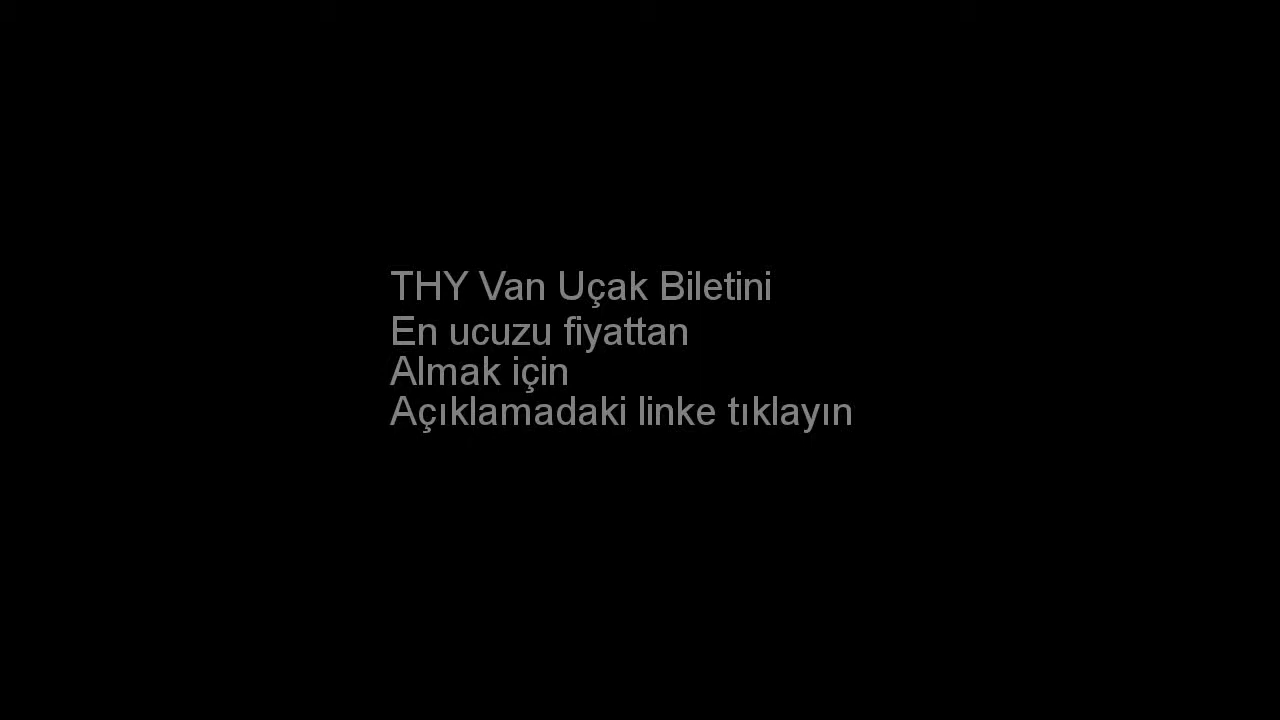 THY Van Uçak Biletini
En ucuzu fiyattan
Almak için
Açıklamadaki linke tıklayın